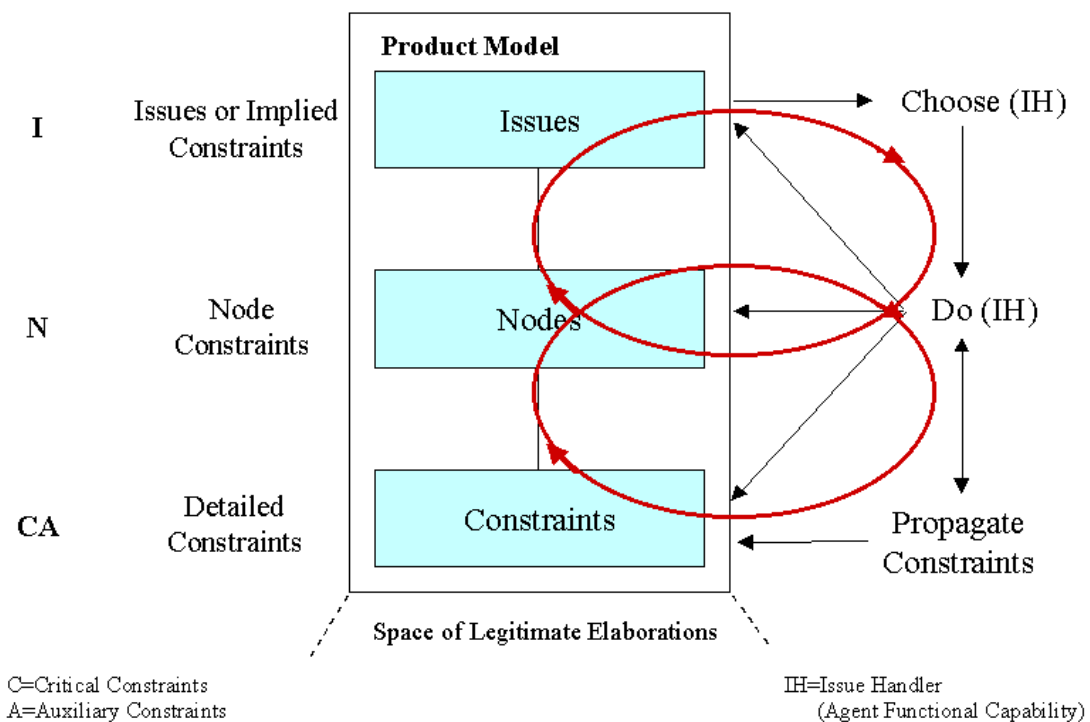 Product Model
I
Issues or Implied
Constraints
Issues
Choose (IH)
N
Node
Constraints
Nodes
Do (IH)
CA
Detailed
Constraints
Constraints
Propagate
Constraints
Space of Legitimate Elaborations
C=Critical Constraints
A=Auxiliary Constraints
IH=Issue Handler
(Agent Functional Capability)